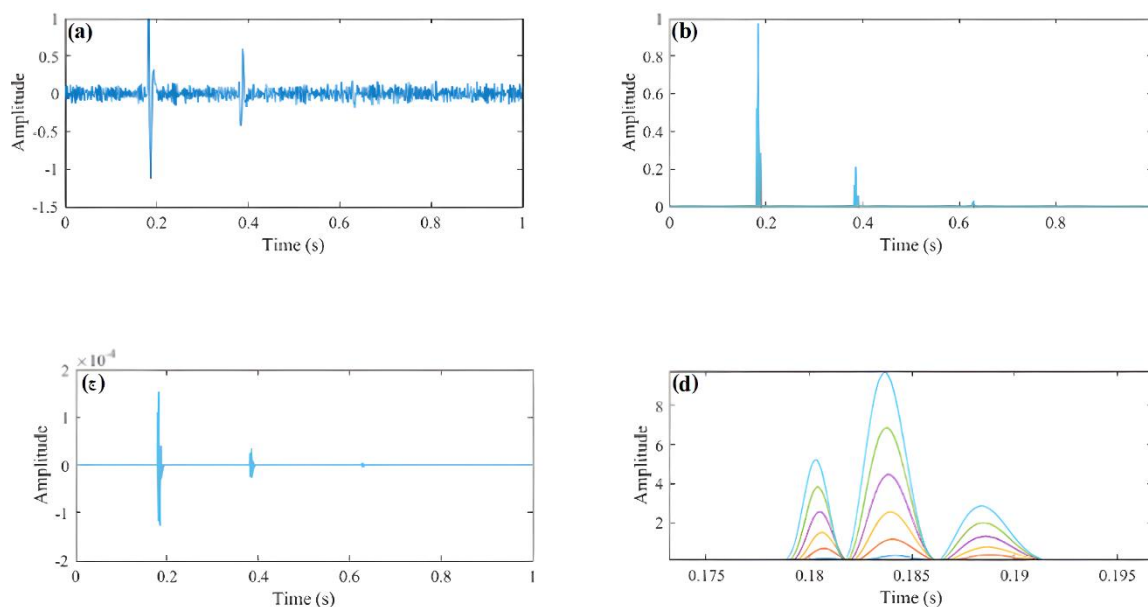 (a)
1
0.5
0
-0.5
-1
-1.5
Amplitude
0 0.2 0.4 0.6 0.8 1
Time (s)
(b)
1
0.8
0.6
0.4
0.2
0
Amplitude
0 0.2 0.4 0.6 0.8
Time (s)
×10⁻⁴
(c)
2
1
0
-1
-2
Amplitude
0 0.2 0.4 0.6 0.8 1
Time (s)
(d)
8
6
4
2
Amplitude
0.175 0.18 0.185 0.19 0.195
Time (s)